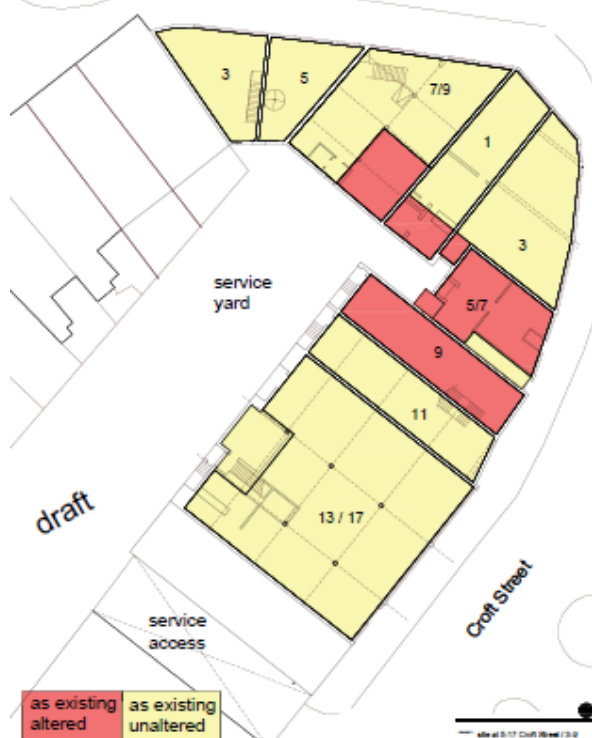 3
5
7/9
1
3
5/7
service
yard
9
11
13 / 17
draft
service
access
Croft Street
as existing
altered
as existing
unaltered